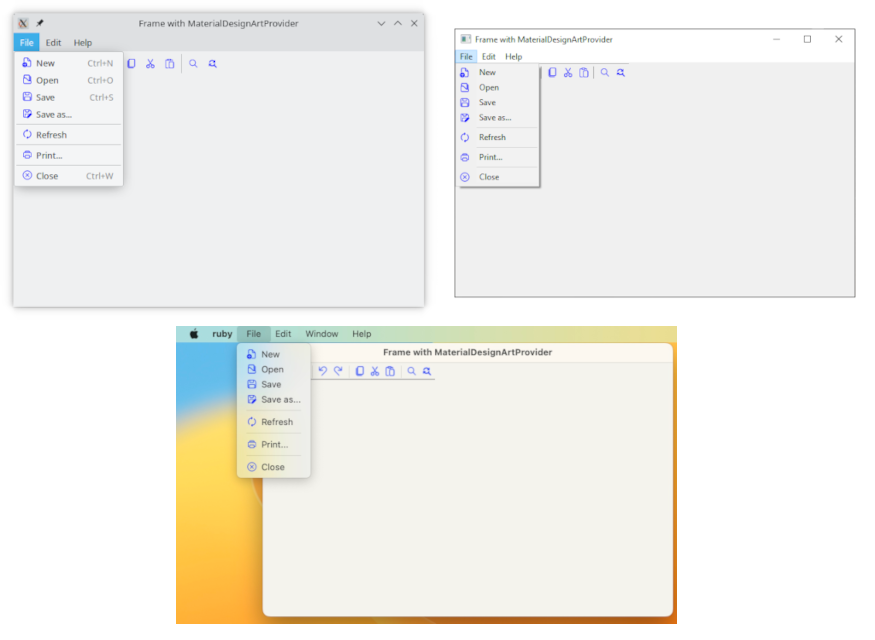 Frame with MaterialDesignArtProvider
File Edit Help
New Ctrl+N
Open Ctrl+O
Save Ctrl+S
Save as...
Refresh
Print...
Close Ctrl+W
Frame with MaterialDesignArtProvider
File Edit Help
New
Open
Save
Save as...
Refresh
Print...
Close
ruby File Edit Window Help
Frame with MaterialDesignArtProvider
New
Open
Save
Save as...
Refresh
Print...
Close